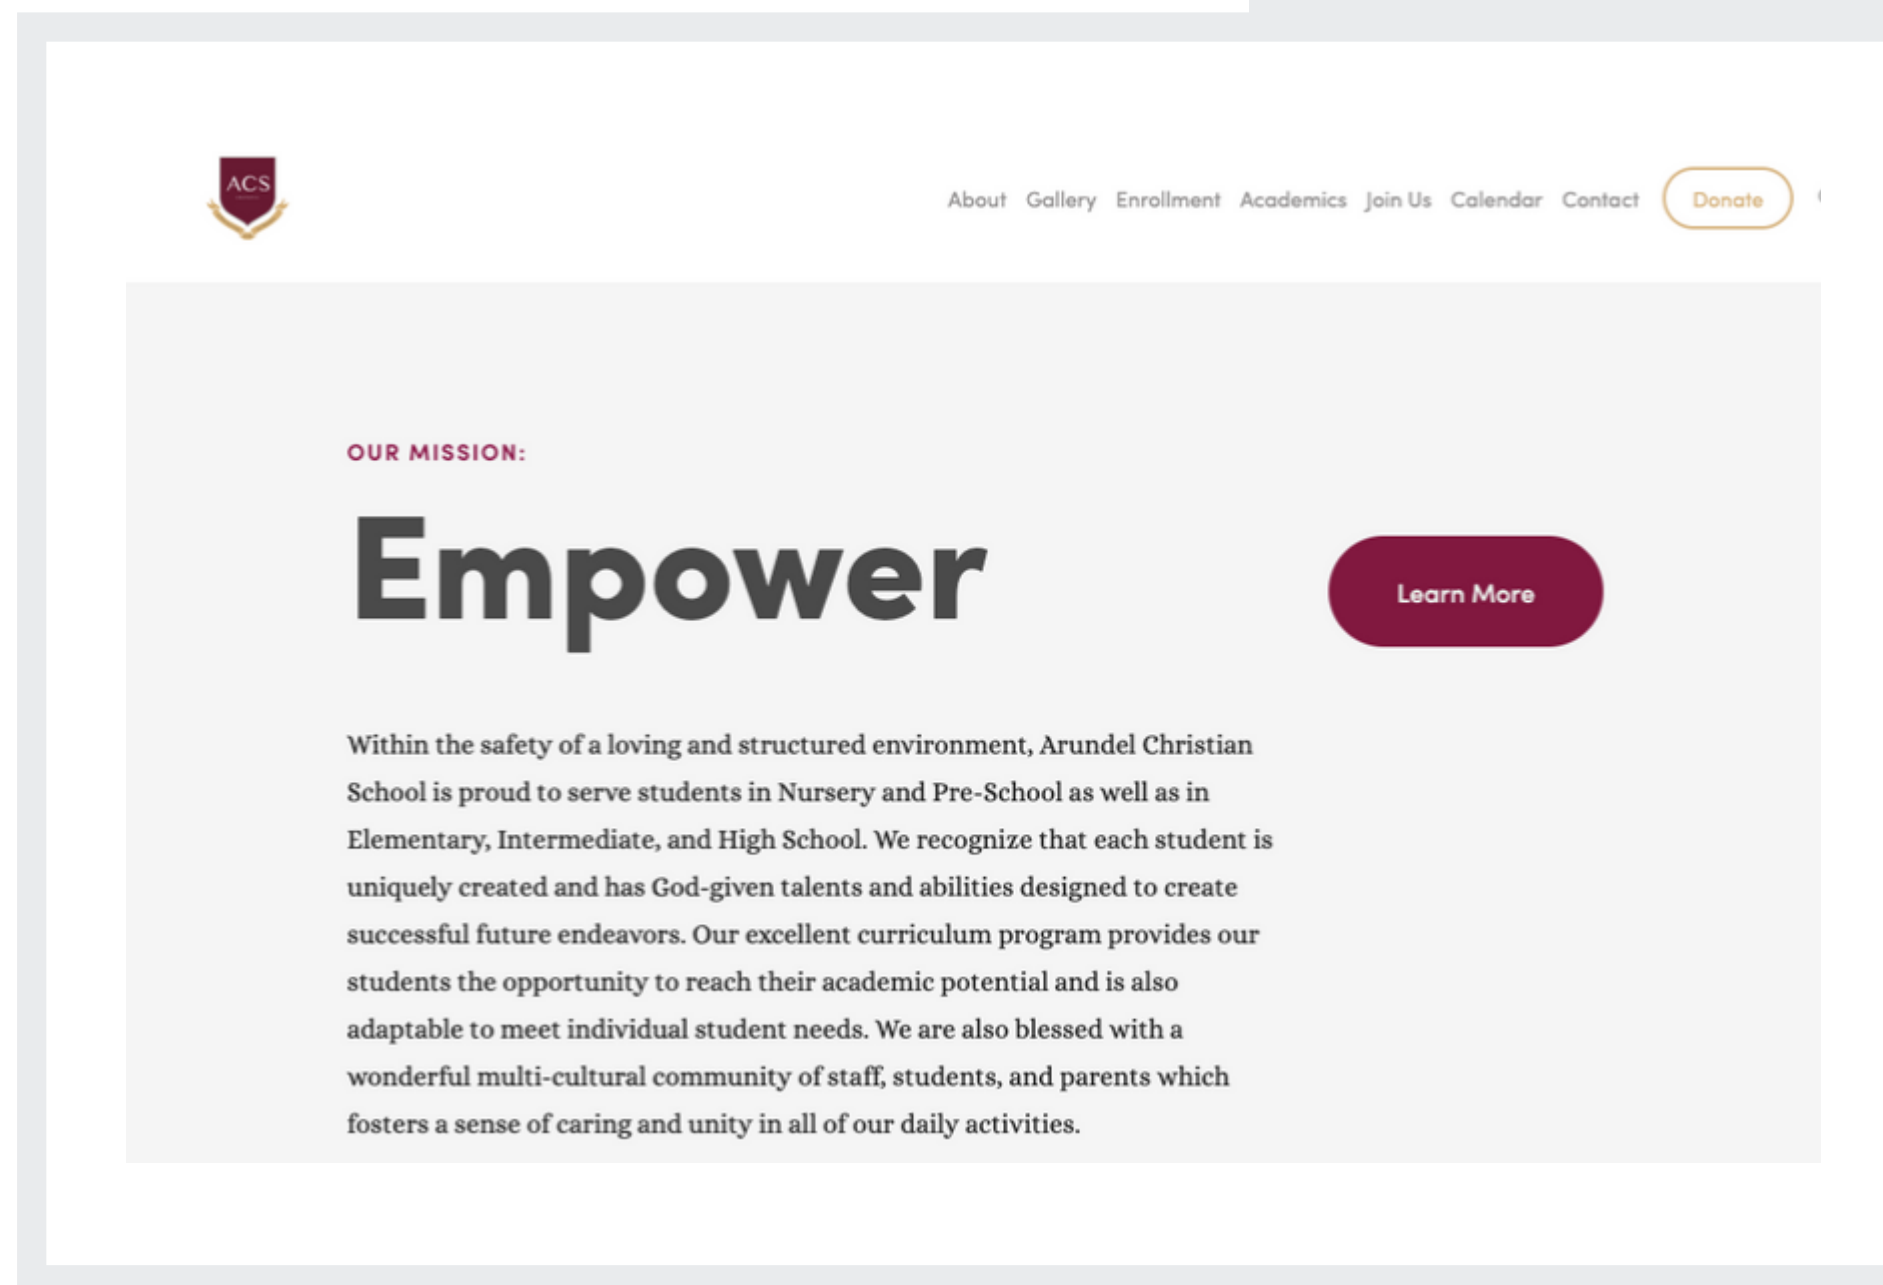 ACS
About Gallery Enrollment Academics Join Us Calendar Contact Donate
OUR MISSION:
Empower
Learn More
Within the safety of a loving and structured environment, Arundel Christian
School is proud to serve students in Nursery and Pre-School as well as in
Elementary, Intermediate, and High School. We recognize that each student is
uniquely created and has God-given talents and abilities designed to create
successful future endeavors. Our excellent curriculum program provides our
students the opportunity to reach their academic potential and is also
adaptable to meet individual student needs. We are also blessed with a
wonderful multi-cultural community of staff, students, and parents which
fosters a sense of caring and unity in all of our daily activities.